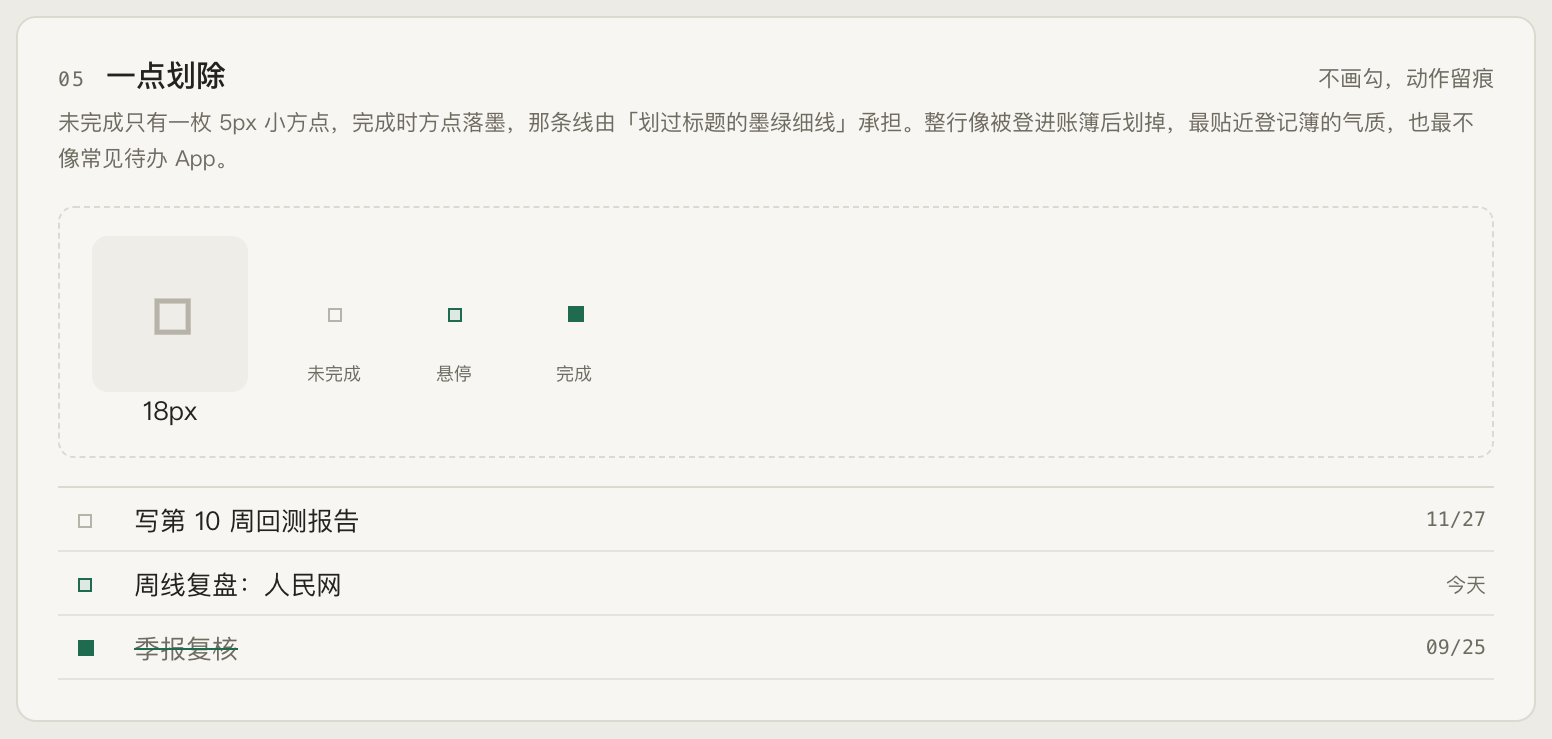 05 一点划除 不画勾，动作留痕
未完成只有一枚 5px 小方点，完成时方点落墨，那条线由「划过标题的墨绿细线」承担。整行像被登进账簿后划掉，最贴近登记簿的气质，也最不
像常见待办 App。
未完成 悬停 完成
18px
写第 10 周回测报告 11/27
周线复盘：人民网 今天
季报复核 09/25